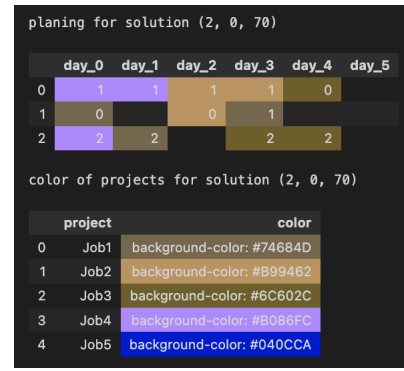 planing for solution (2, 0, 70)
day_0 day_1 day_2 day_3 day_4 day_5
0 1 1 1 1 0
1 0 0 1
2 2 2 2 2
color of projects for solution (2, 0, 70)
project color
0 Job1 background-color: #74684D
1 Job2 background-color: #B99462
2 Job3 background-color: #6C602C
3 Job4 background-color: #B086FC
4 Job5 background-color: #040CCA